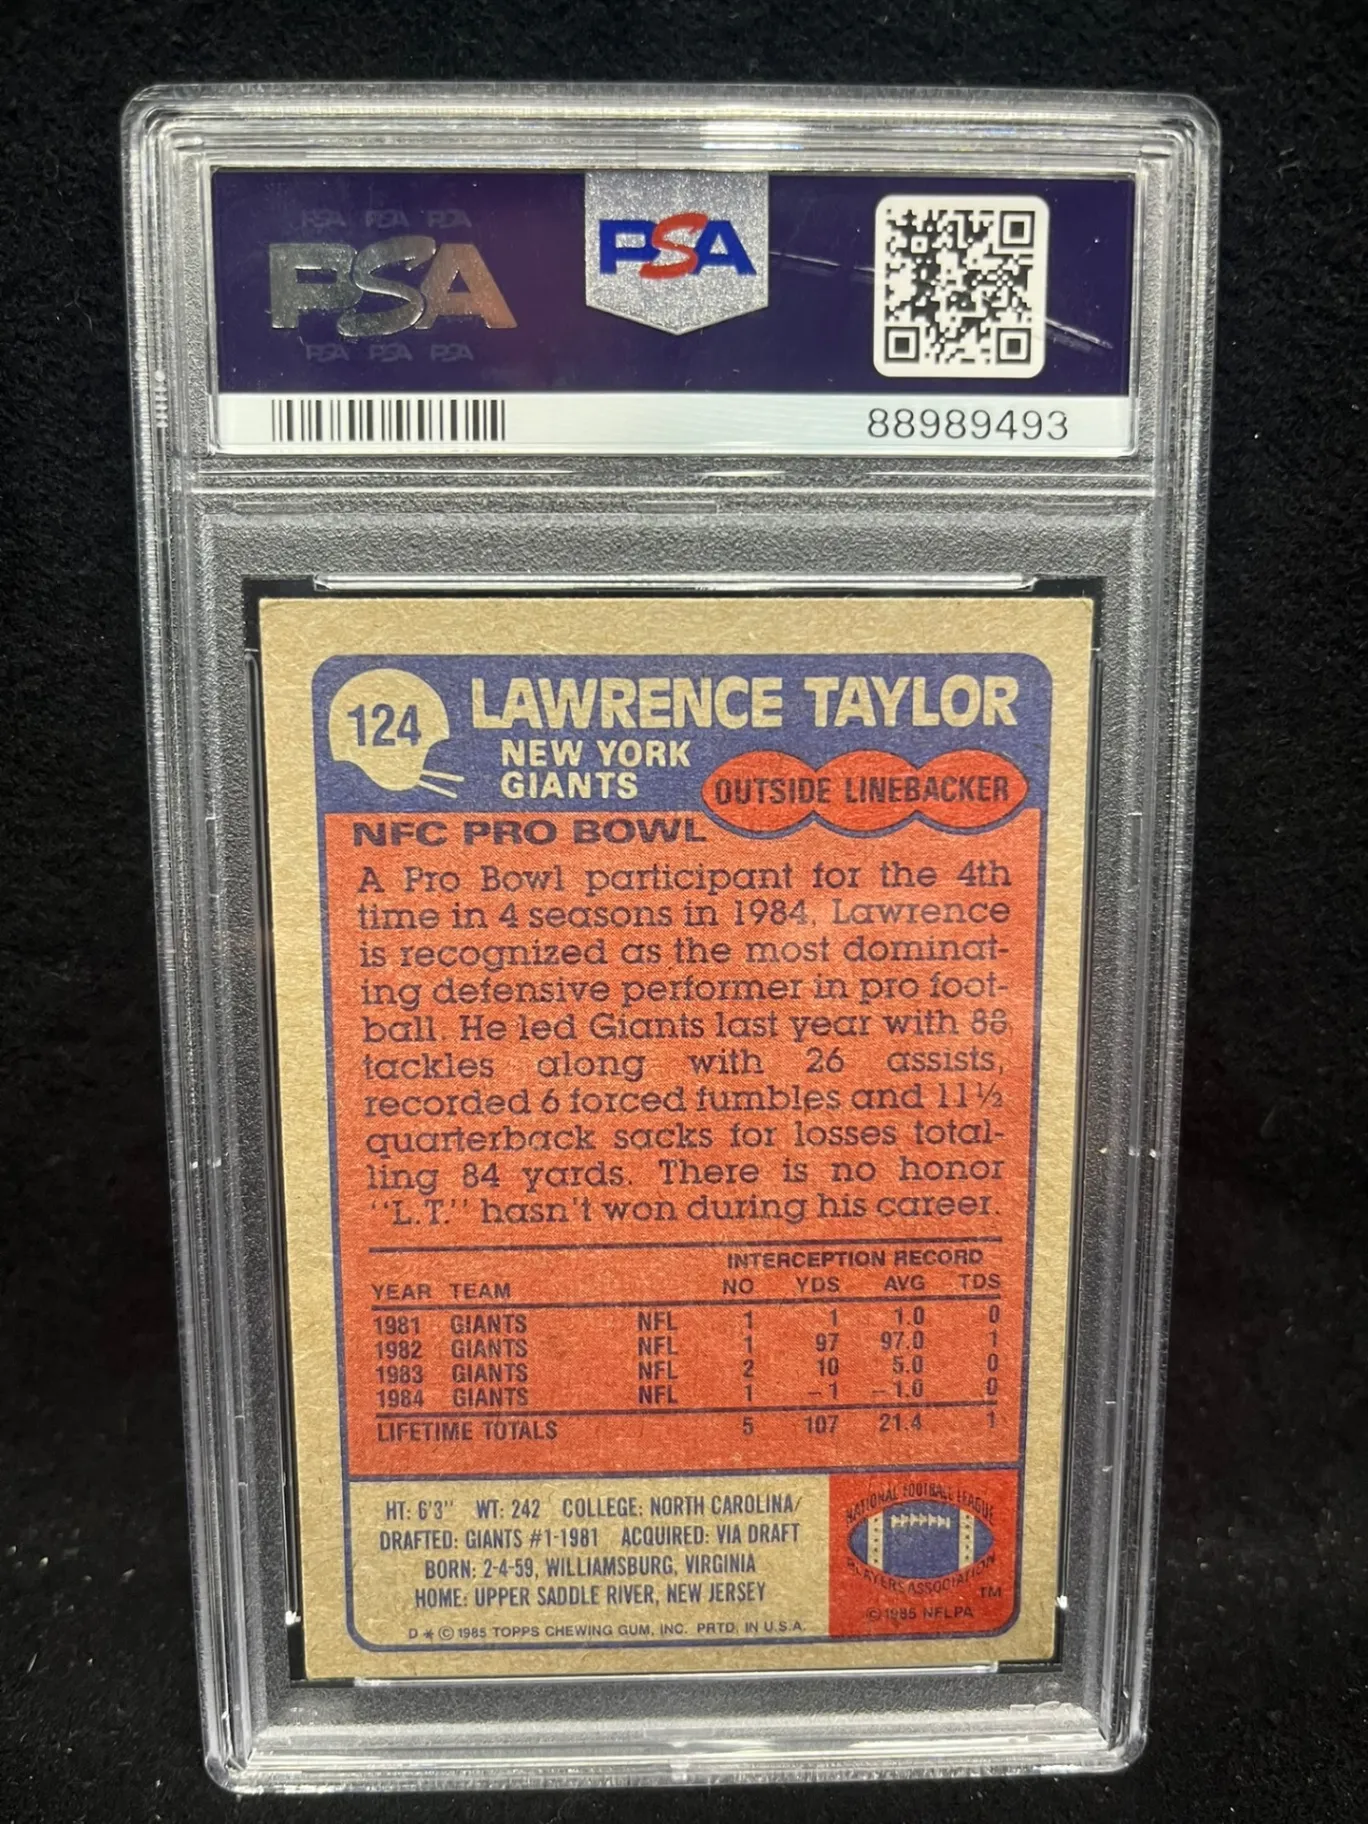 PSA PSA PSA
PSA
PSA PSA PSA
PSA
88989493
124
LAWRENCE TAYLOR
NEW YORK
GIANTS
OUTSIDE LINEBACKER
NFC PRO BOWL
A Pro Bowl participant for the 4th
time in 4 seasons in 1984, Lawrence
is recognized as the most dominat-
ing defensive performer in pro foot-
ball. He led Giants last year with 88
tackles along with 26 assists,
recorded 6 forced fumbles and 11½
quarterback sacks for losses total-
ling 84 yards. There is no honor
"L.T." hasn't won during his career.
INTERCEPTION RECORD
YEAR TEAM NO YDS AVG TDS
1981 GIANTS NFL 1 1 1.0 0
1982 GIANTS NFL 1 97 97.0 1
1983 GIANTS NFL 2 10 5.0 0
1984 GIANTS NFL 1 -1 -1.0 0
LIFETIME TOTALS 5 107 21.4 1
HT: 6'3" WT: 242 COLLEGE: NORTH CAROLINA/
DRAFTED: GIANTS #1-1981 ACQUIRED: VIA DRAFT
BORN: 2-4-59, WILLIAMSBURG, VIRGINIA
HOME: UPPER SADDLE RIVER, NEW JERSEY
D * © 1985 TOPPS CHEWING GUM, INC. PRTD. IN U.S.A.
NATIONAL FOOTBALL LEAGUE
PLAYERS ASSOCIATION
TM
© 1985 NFLPA